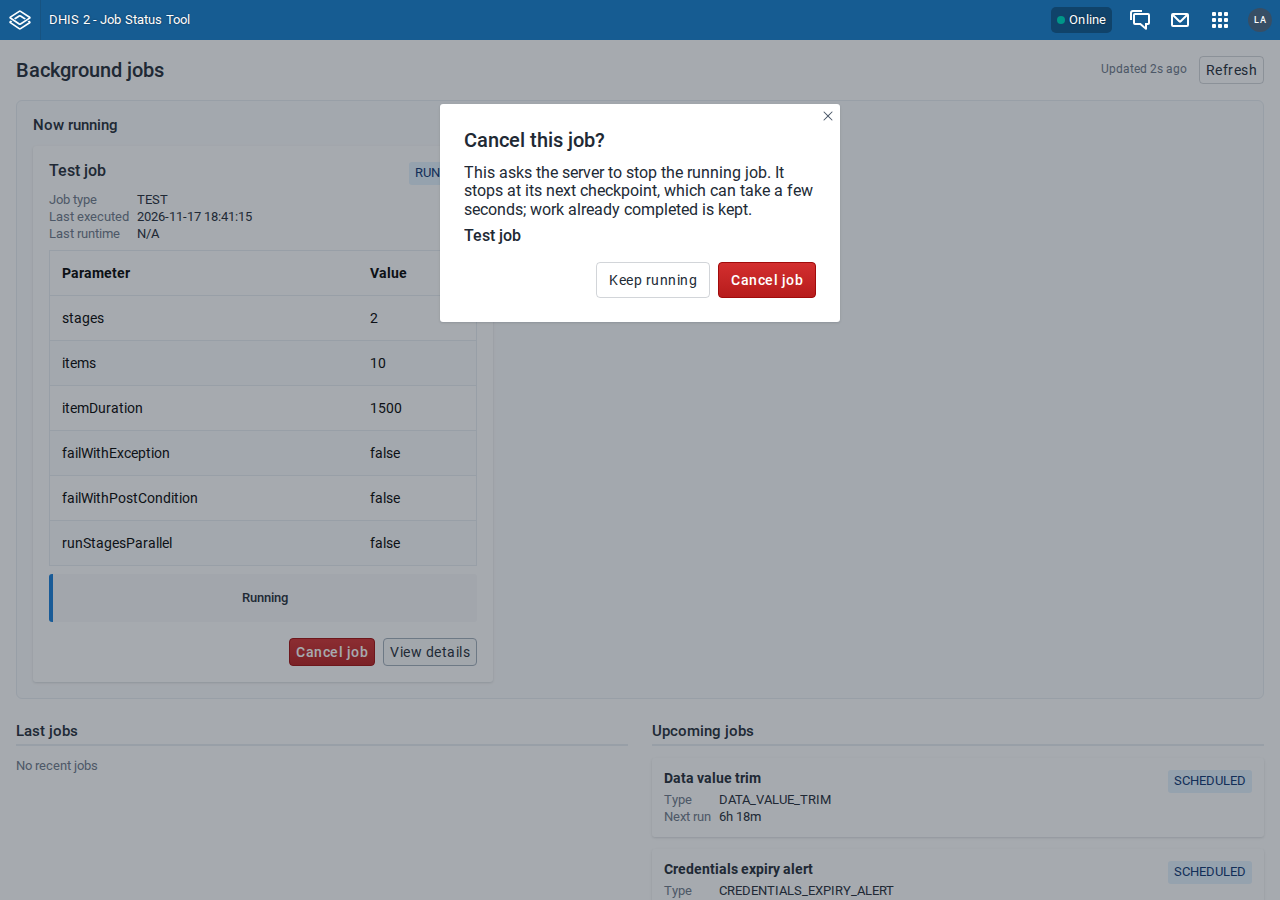 DHIS 2 - Job Status Tool
Online
LA
Background jobs
Updated 2s ago
Refresh
Now running
Test job
Job type TEST
Last executed 2026-11-17 18:41:15
Last runtime N/A
Parameter Value
stages 2
items 10
itemDuration 1500
failWithException false
failWithPostCondition false
runStagesParallel false
Running
Cancel job
View details
Cancel this job?
This asks the server to stop the running job. It
stops at its next checkpoint, which can take a few
seconds; work already completed is kept.
Test job
Keep running
Cancel job
Last jobs
No recent jobs
Upcoming jobs
Data value trim
SCHEDULED
Type DATA_VALUE_TRIM
Next run 6h 18m
Credentials expiry alert
SCHEDULED
Type CREDENTIALS_EXPIRY_ALERT